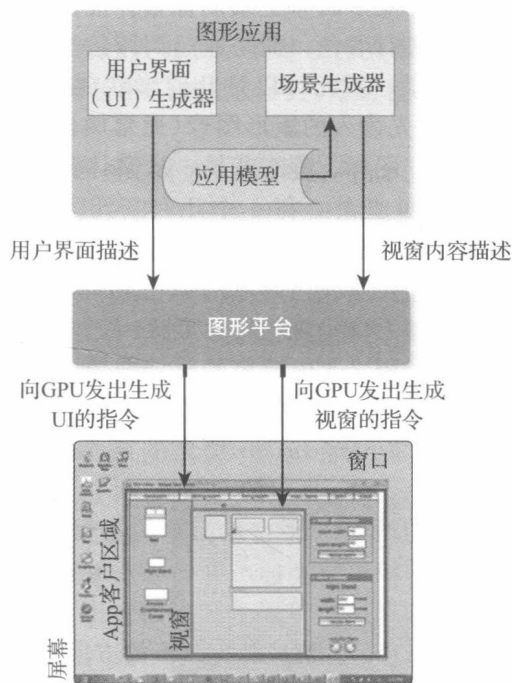 图形应用
用户界面
（UI）生成器
场景生成器
应用模型
用户界面描述
视窗内容描述
图形平台
向GPU发出生成
UI的指令
向GPU发出生成
视窗的指令
窗口
App客户区域
视窗
屏幕